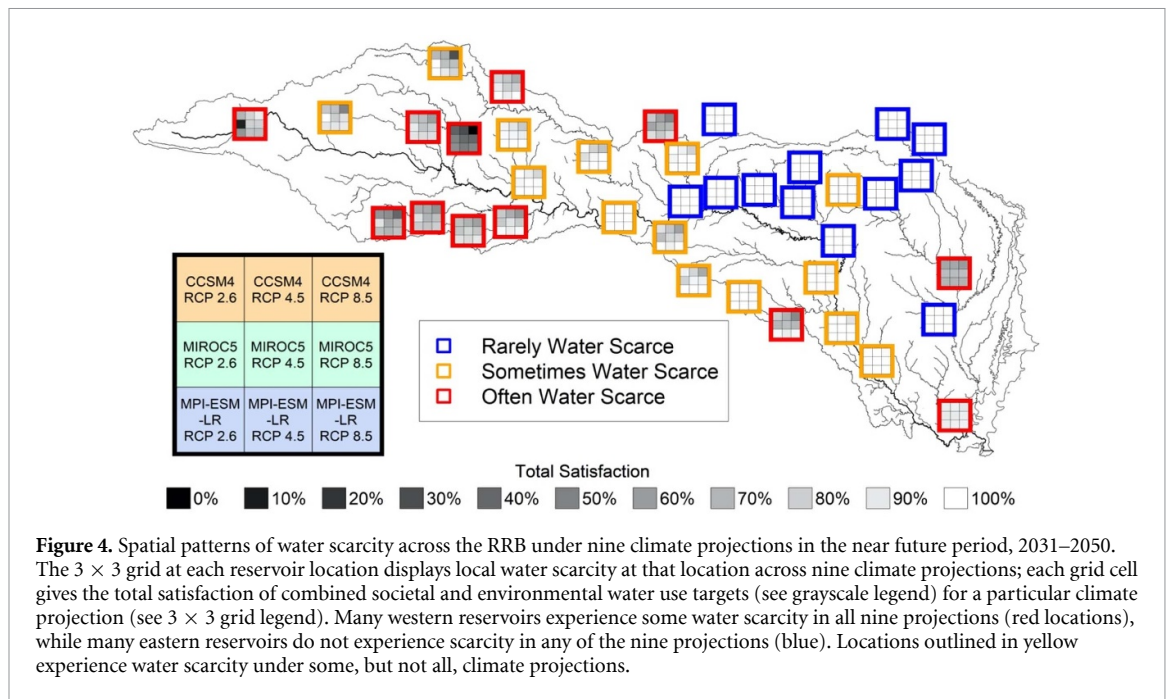 CCSM4
RCP 2.6
CCSM4
RCP 4.5
CCSM4
RCP 8.5
MIROC5
RCP 2.6
MIROC5
RCP 4.5
MIROC5
RCP 8.5
MPI-ESM
-LR
RCP 2.6
MPI-ESM
-LR
RCP 4.5
MPI-ESM
-LR
RCP 8.5
Rarely Water Scarce
Sometimes Water Scarce
Often Water Scarce
Total Satisfaction
0% 10% 20% 30% 40% 50% 60% 70% 80% 90% 100%
Figure 4. Spatial patterns of water scarcity across the RRB under nine climate projections in the near future period, 2031–2050.
The 3 × 3 grid at each reservoir location displays local water scarcity at that location across nine climate projections; each grid cell
gives the total satisfaction of combined societal and environmental water use targets (see grayscale legend) for a particular climate
projection (see 3 × 3 grid legend). Many western reservoirs experience some water scarcity in all nine projections (red locations),
while many eastern reservoirs do not experience scarcity in any of the nine projections (blue). Locations outlined in yellow
experience water scarcity under some, but not all, climate projections.